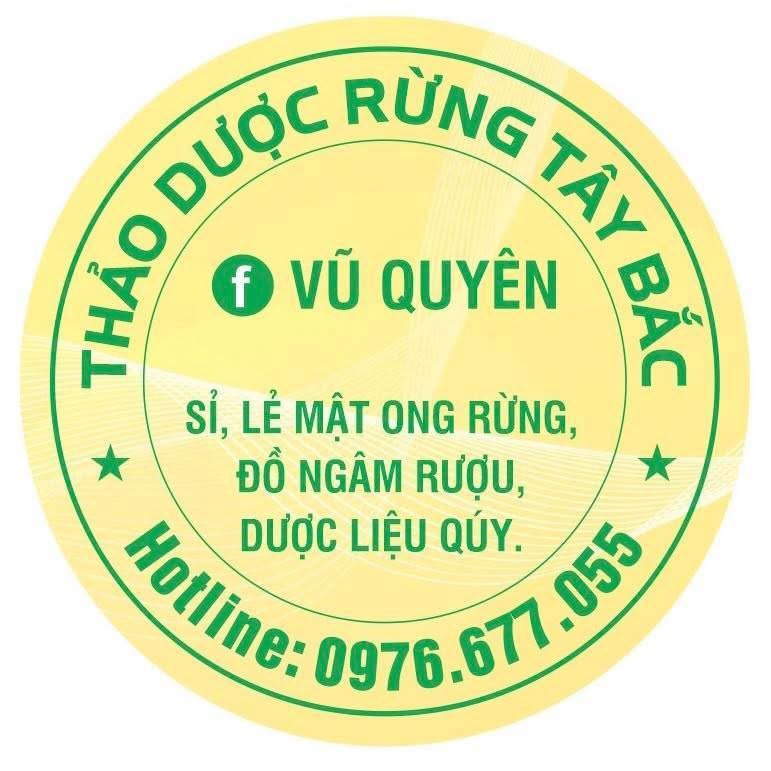 THẢO DƯỢC RỪNG TÂY BẮC
f VŨ QUYÊN
SỈ, LẺ MẬT ONG RỪNG,
ĐỒ NGÂM RƯỢU,
DƯỢC LIỆU QÚY.
Hotline: 0976.677.055